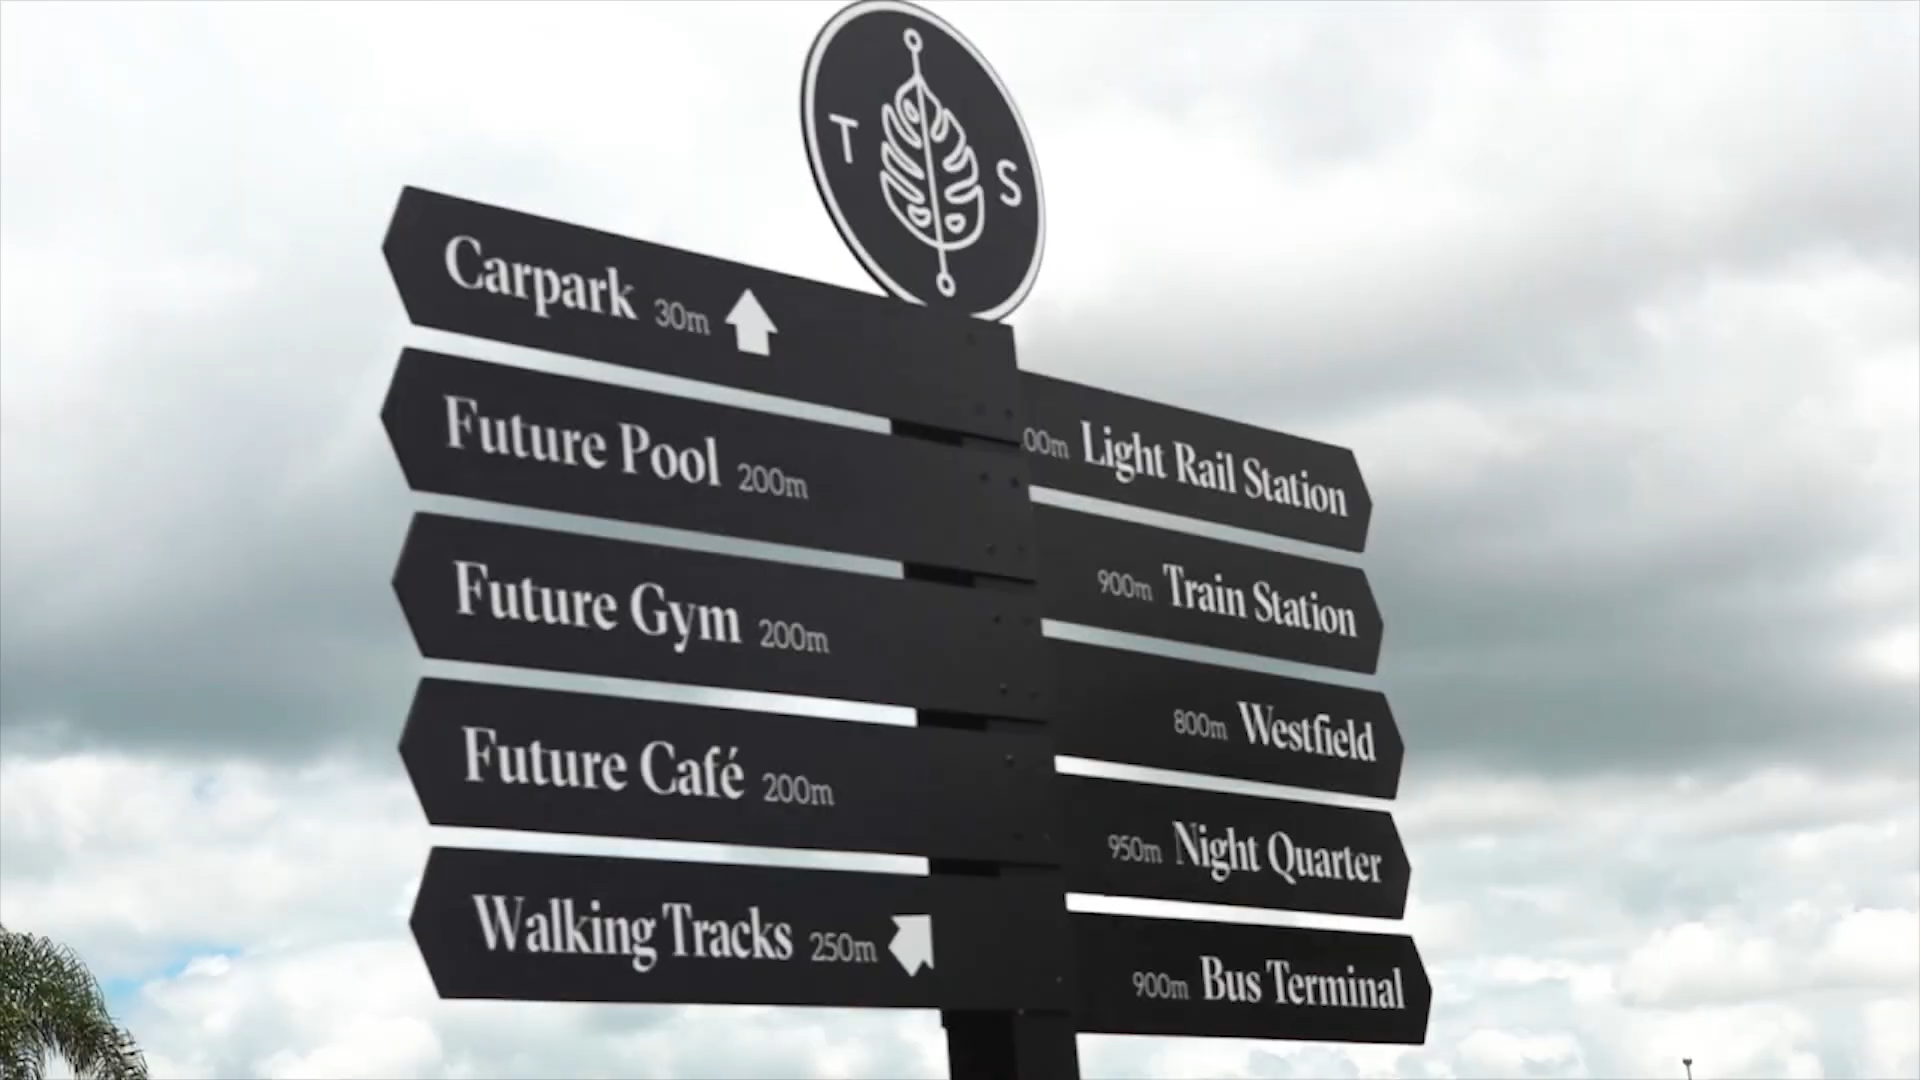 T S
Carpark 30m
Future Pool 200m
Future Gym 200m
Future Café 200m
Walking Tracks 250m
Light Rail Station
900m Train Station
800m Westfield
950m Night Quarter
900m Bus Terminal